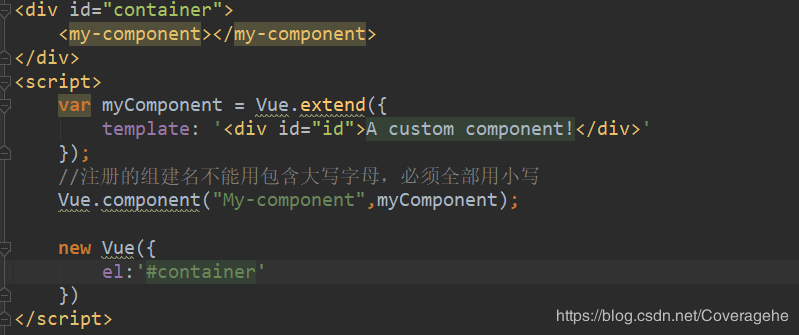 <div id="container">
    <my-component></my-component>
</div>
<script>
    var myComponent = Vue.extend({
        template: '<div id="id">A custom component!</div>'
    });
    //注册的组建名不能用包含大写字母，必须全部用小写
    Vue.component("My-component",myComponent);
    new Vue({
        el:'#container'
    })
</script>
https://blog.csdn.net/Coveragehe